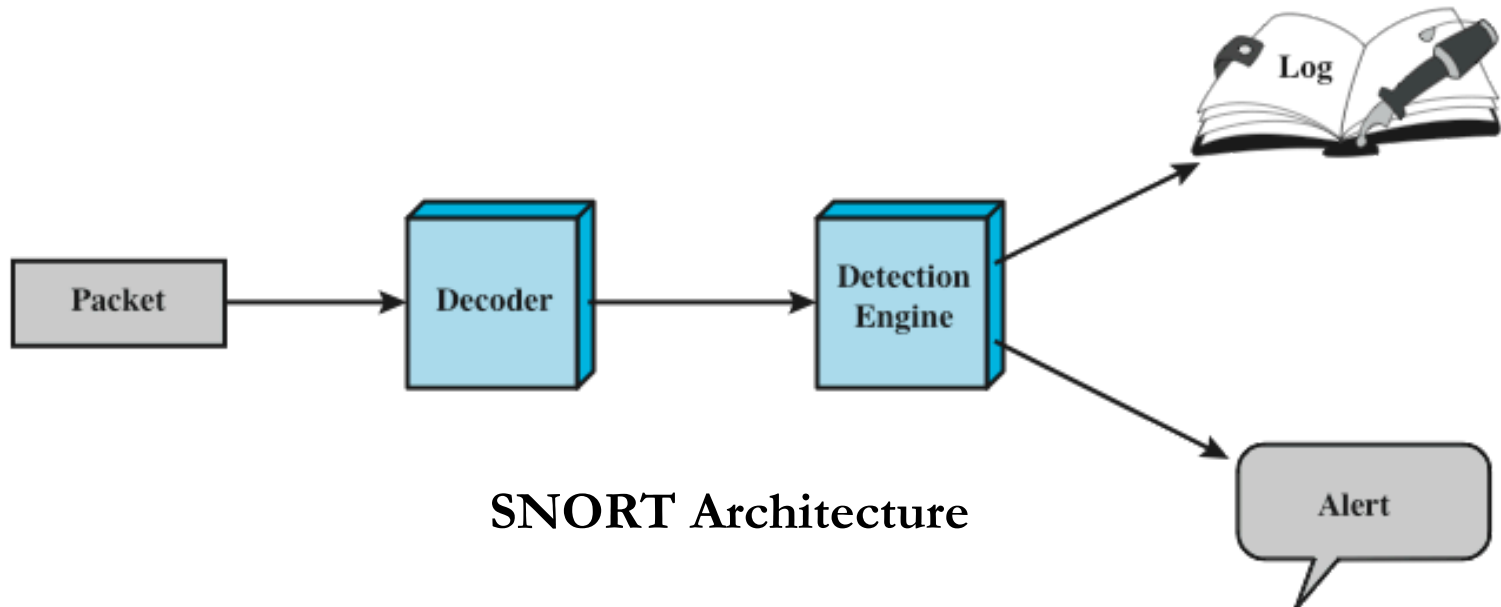 Log
Packet
Decoder
Detection
Engine
SNORT Architecture
Alert